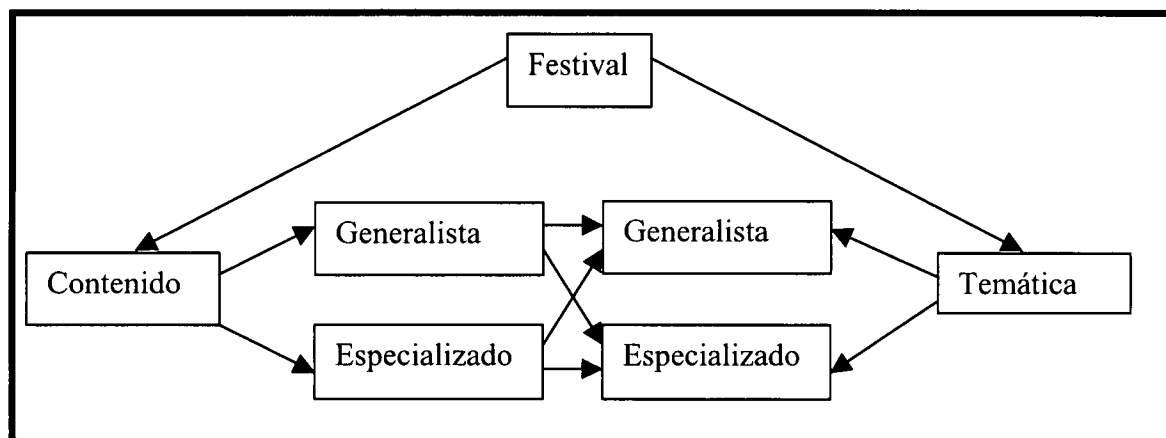 Festival
Generalista
Generalista
Contenido
Temática
Especializado
Especializado